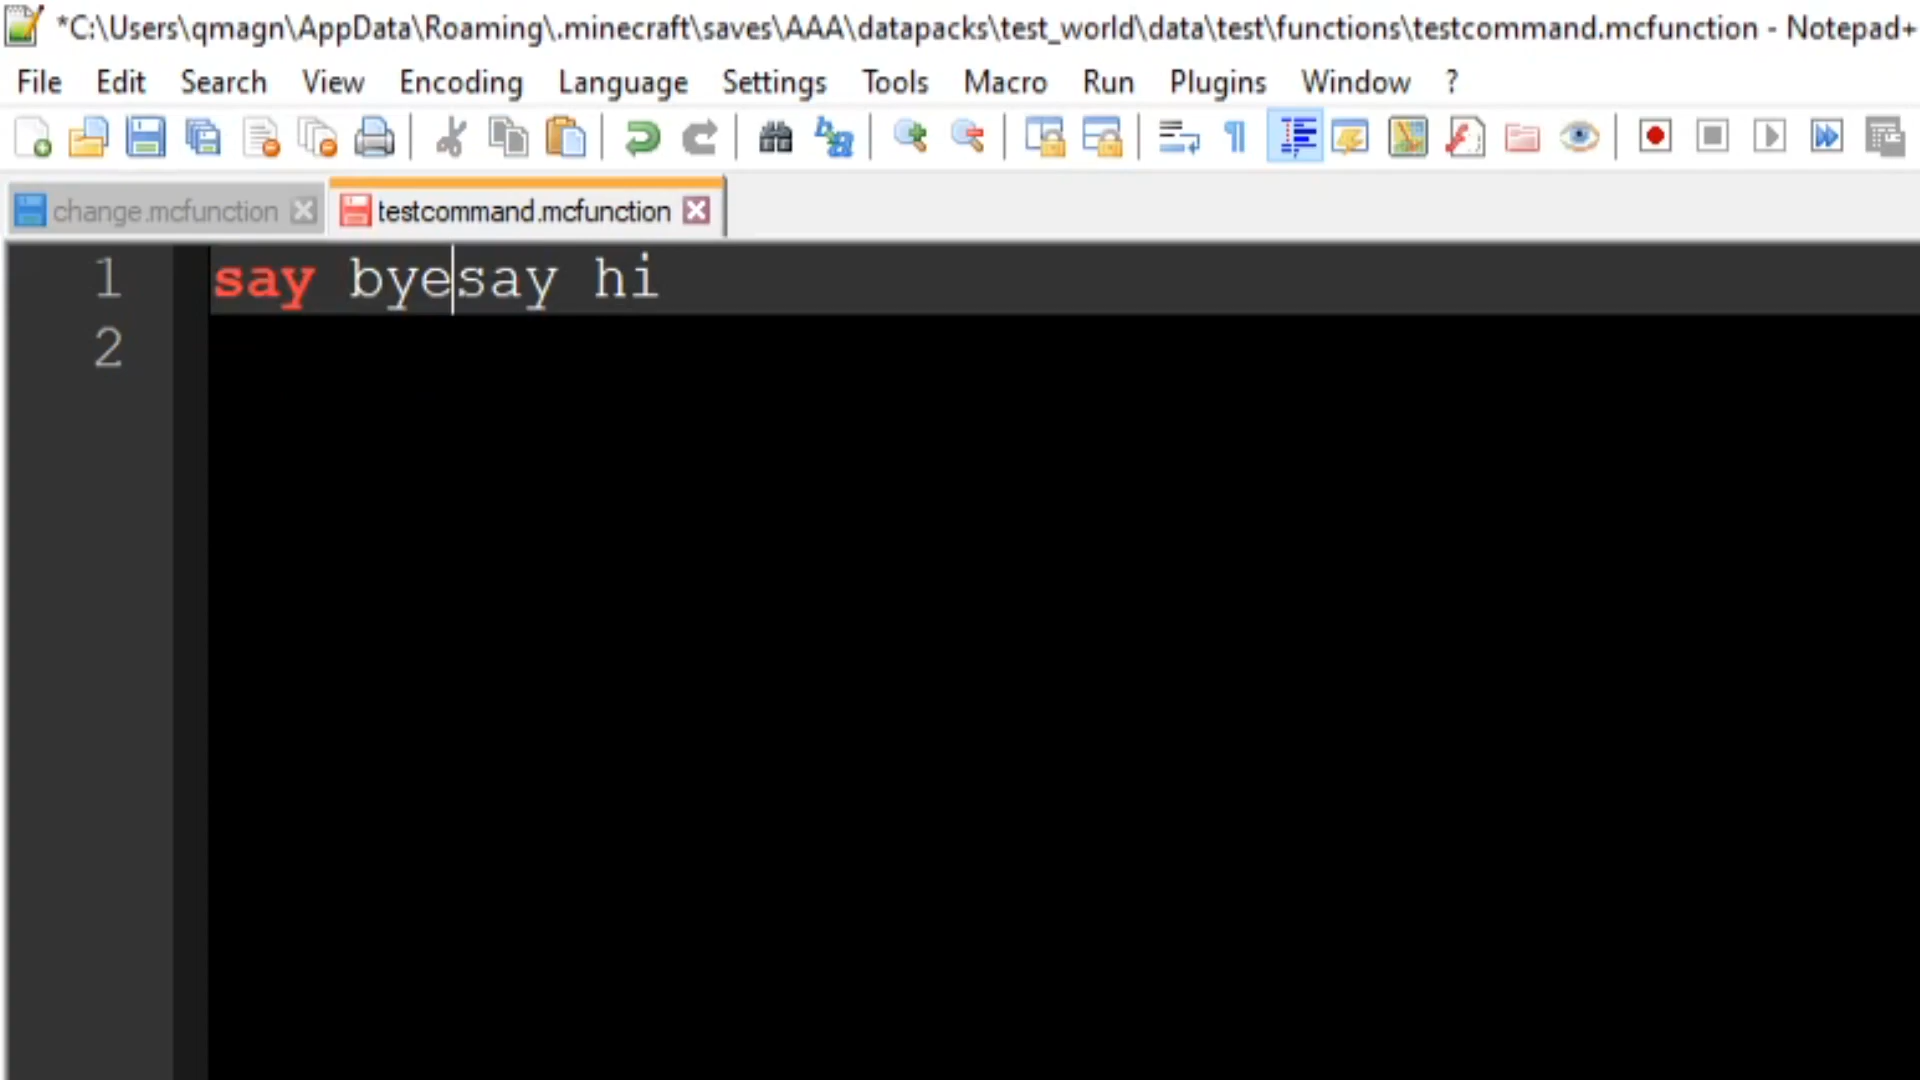 *C:\Users\qmagn\AppData\Roaming\.minecraft\saves\AAA\datapacks\test_world\data\test\functions\testcommand.mcfunction - Notepad+
File Edit Search View Encoding Language Settings Tools Macro Run Plugins Window ?
change.mcfunction testcommand.mcfunction
1 say byesay hi
2